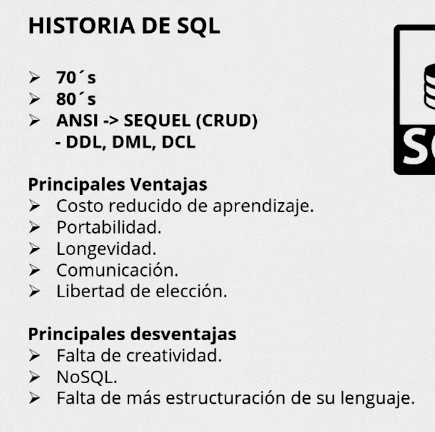 HISTORIA DE SQL
➢ 70´s
➢ 80´s
➢ ANSI -> SEQUEL (CRUD)
- DDL, DML, DCL
Principales Ventajas
➢ Costo reducido de aprendizaje.
➢ Portabilidad.
➢ Longevidad.
➢ Comunicación.
➢ Libertad de elección.
Principales desventajas
➢ Falta de creatividad.
➢ NoSQL.
➢ Falta de más estructuración de su lenguaje.